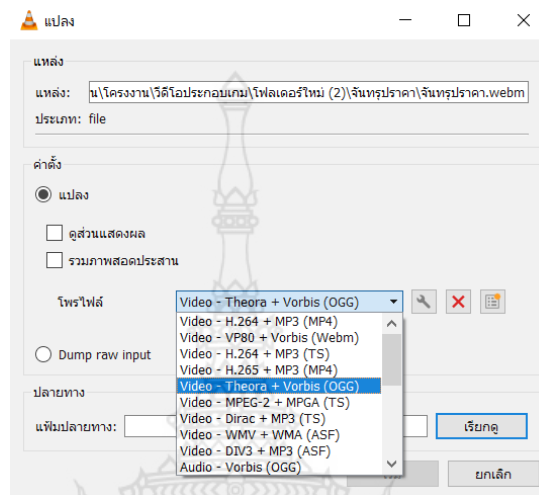 แปลง
แหล่ง
แหล่ง: น\โครงงาน\วีดีโอประกอบเกม\โฟลเดอร์ใหม่ (2)\จันทรุปราคา\จันทรุปราคา.webm
ประเภท: file
ค่าตั้ง
แปลง
ดูส่วนแสดงผล
รวมภาพสอดประสาน
โพรไฟล์ Video - Theora + Vorbis (OGG)
Video - H.264 + MP3 (MP4)
Video - VP80 + Vorbis (Webm)
Video - H.264 + MP3 (TS)
Dump raw input
Video - H.265 + MP3 (MP4)
Video - Theora + Vorbis (OGG)
ปลายทาง
Video - MPEG-2 + MPGA (TS)
Video - Dirac + MP3 (TS)
แฟ้มปลายทาง: เรียกดู
Video - WMV + WMA (ASF)
Video - DIV3 + MP3 (ASF)
Audio - Vorbis (OGG)
ยกเลิก